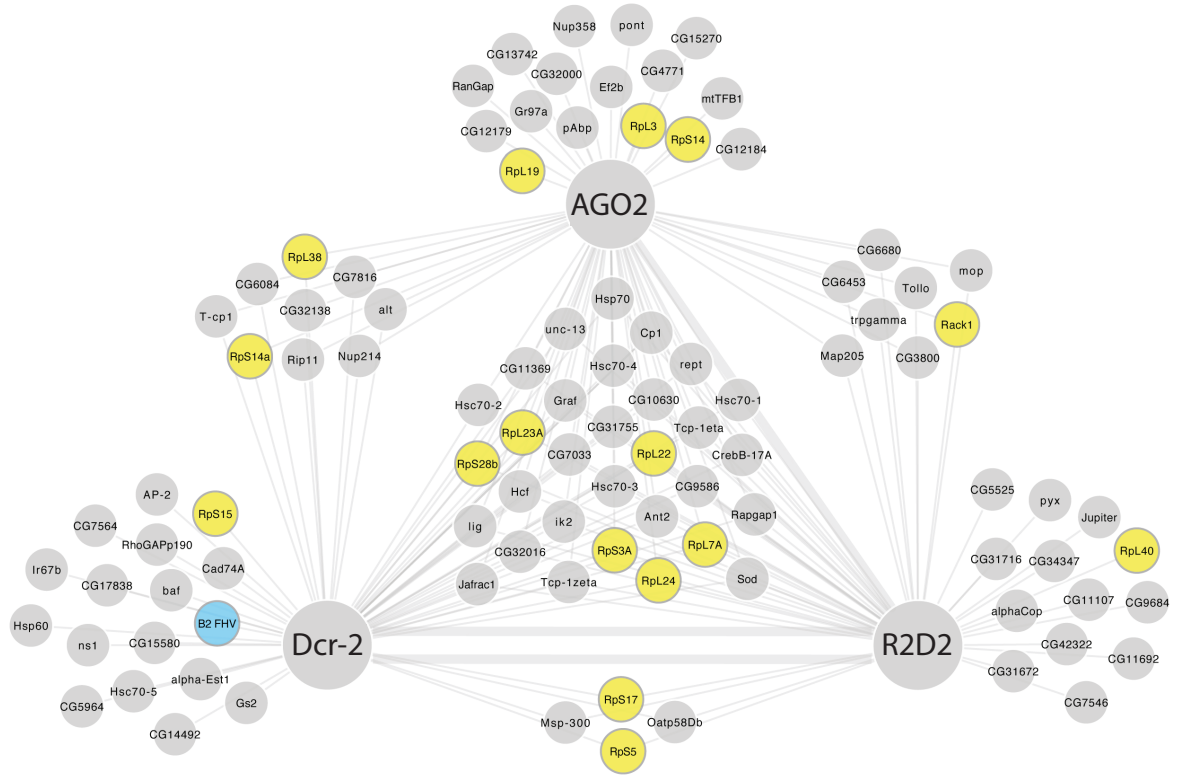 Nup358
pont
CG15270
CG13742
CG32000
CG4771
RanGap
Ef2b
mtTFB1
Gr97a
pAbp
RpL3
CG12179
RpS14
CG12184
RpL19
AGO2
RpL38
CG6084
CG7816
T-cp1
CG32138
alt
RpS14a
Rip11
Nup214
CG6680
mop
CG6453
Tollo
trpgamma
Rack1
Map205
CG3800
Hsp70
unc-13
Cp1
CG11369
Hsc70-4
rept
Hsc70-2
Graf
CG10630
Hsc70-1
RpL23A
CG31755
Tcp-1eta
RpS28b
CG7033
RpL22
CrebB-17A
Hcf
Hsc70-3
CG9586
lig
ik2
Ant2
Rapgap1
CG32016
RpS3A
RpL7A
Jafrac1
Tcp-1zeta
RpL24
Sod
AP-2
RpS15
CG7564
RhoGAPp190
Ir67b
CG17838
Cad74A
baf
Hsp60
B2 FHV
ns1
CG15580
Dcr-2
alpha-Est1
Hsc70-5
CG5964
Gs2
CG14492
CG5525
pyx
Jupiter
RpL40
CG31716
CG34347
alphaCop
CG11107
CG9684
R2D2
CG42322
CG11692
CG31672
CG7546
RpS17
Msp-300
Oatp58Db
RpS5